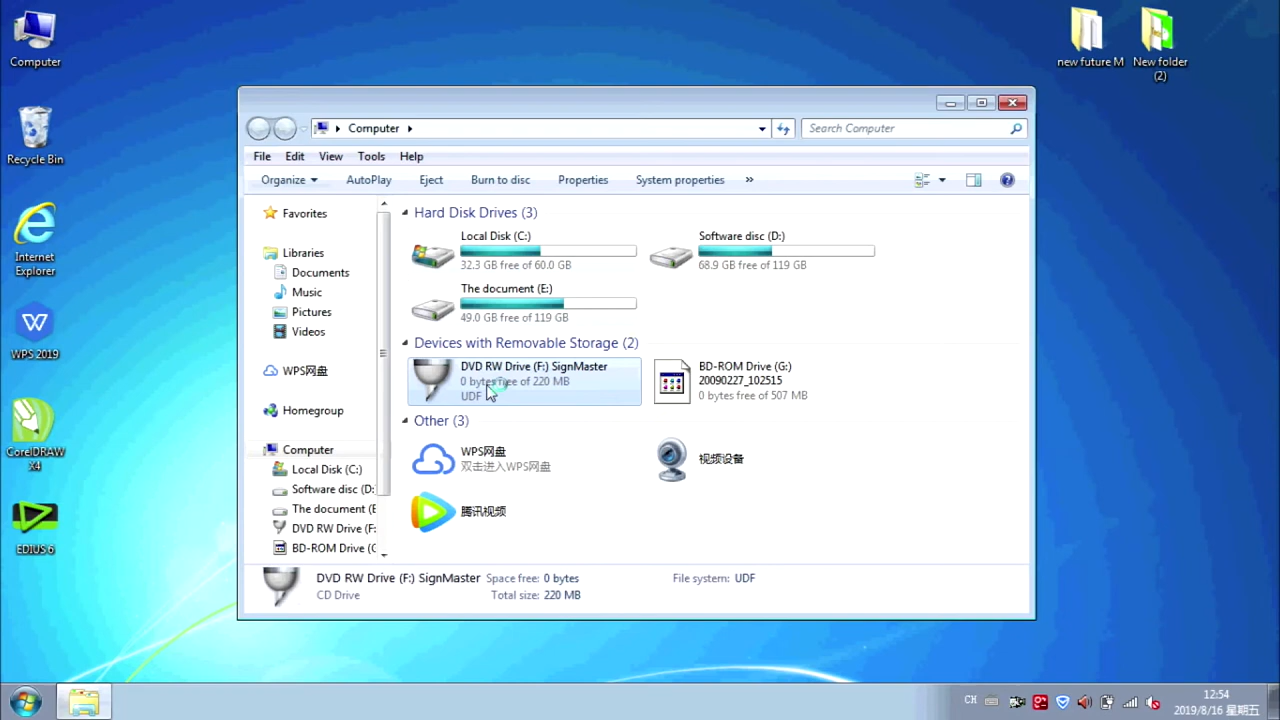 Computer
Recycle Bin
Internet
Explorer
W
WPS 2019
CorelDRAW
X4
EDIUS 6
new future M
New folder
(2)
Computer
Search Computer
File Edit View Tools Help
Organize AutoPlay Eject Burn to disc Properties System properties »
Favorites
Libraries
Documents
Music
Pictures
Videos
WPS网盘
Homegroup
Computer
Local Disk (C:)
Software disc (D:
The document (E
DVD RW Drive (F:
BD-ROM Drive (G
Hard Disk Drives (3)
Local Disk (C:)
32.3 GB free of 60.0 GB
Software disc (D:)
68.9 GB free of 119 GB
The document (E:)
49.0 GB free of 119 GB
Devices with Removable Storage (2)
DVD RW Drive (F:) SignMaster
0 bytes free of 220 MB
UDF
BD-ROM Drive (G:)
20090227_102515
0 bytes free of 507 MB
Other (3)
WPS网盘
双击进入WPS网盘
视频设备
腾讯视频
DVD RW Drive (F:) SignMaster Space free: 0 bytes File system: UDF
CD Drive Total size: 220 MB
CH
12:54
2019/8/16 星期五